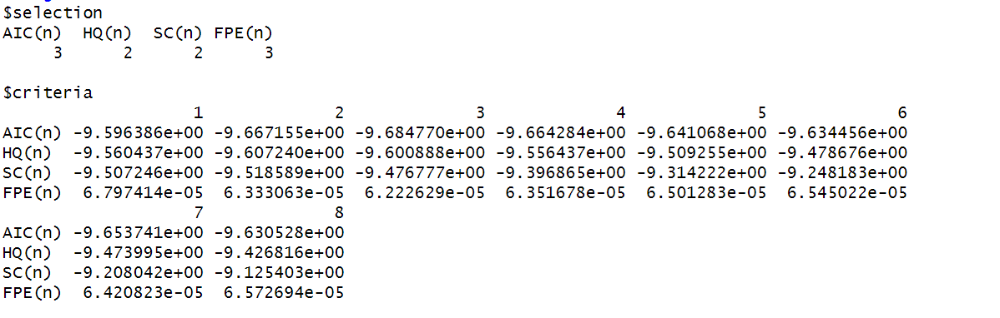 $selection
AIC(n)  HQ(n)  SC(n) FPE(n)
     3      2      2      3

$criteria
                   1             2             3             4             5             6
AIC(n) -9.596386e+00 -9.667155e+00 -9.684770e+00 -9.664284e+00 -9.641068e+00 -9.634456e+00
HQ(n)  -9.560437e+00 -9.607240e+00 -9.600888e+00 -9.556437e+00 -9.509255e+00 -9.478676e+00
SC(n)  -9.507246e+00 -9.518589e+00 -9.476777e+00 -9.396865e+00 -9.314222e+00 -9.248183e+00
FPE(n)  6.797414e-05  6.333063e-05  6.222629e-05  6.351678e-05  6.501283e-05  6.545022e-05
                   7             8
AIC(n) -9.653741e+00 -9.630528e+00
HQ(n)  -9.473995e+00 -9.426816e+00
SC(n)  -9.208042e+00 -9.125403e+00
FPE(n)  6.420823e-05  6.572694e-05